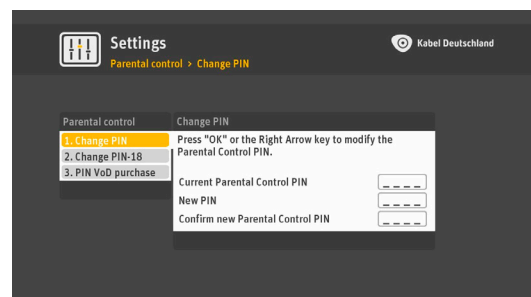 Settings
Kabel Deutschland
Parental control > Change PIN
Parental control
Change PIN
1. Change PIN
2. Change PIN-18
3. PIN VoD purchase
Press "OK" or the Right Arrow key to modify the
Parental Control PIN.
Current Parental Control PIN _ _ _ _
New PIN _ _ _ _
Confirm new Parental Control PIN _ _ _ _